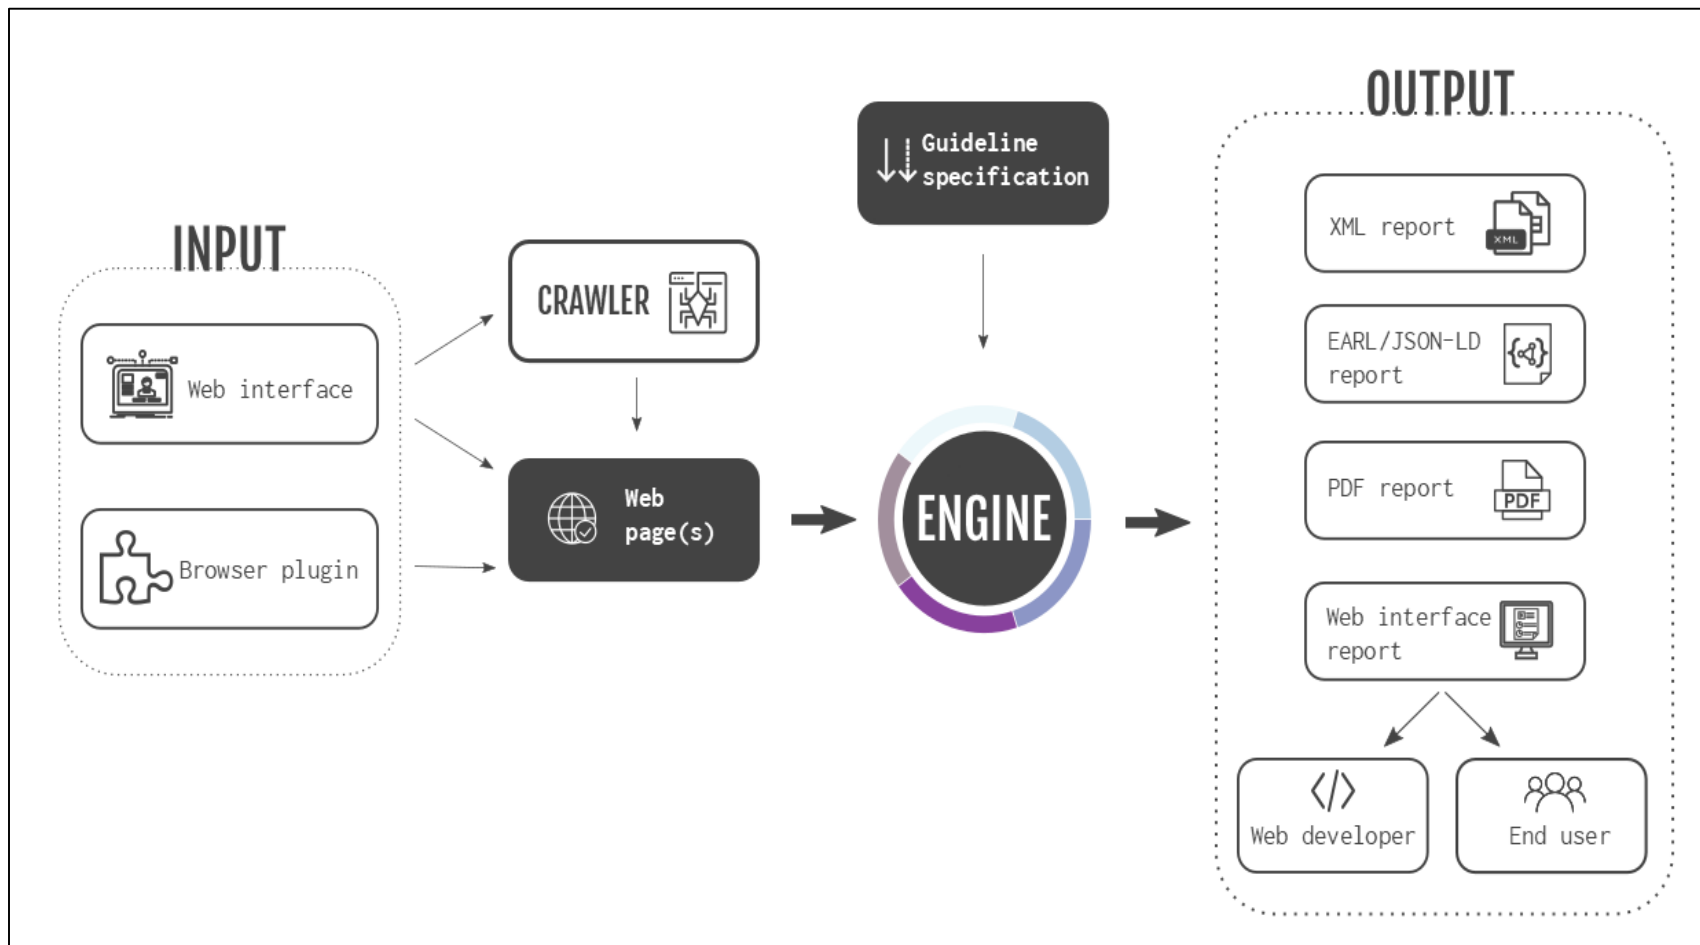 INPUT
Web interface
Browser plugin
CRAWLER
Web
page(s)
Guideline
specification
ENGINE
OUTPUT
XML report
XML
EARL/JSON-LD
report
PDF report
PDF
Web interface
report
Web developer
End user